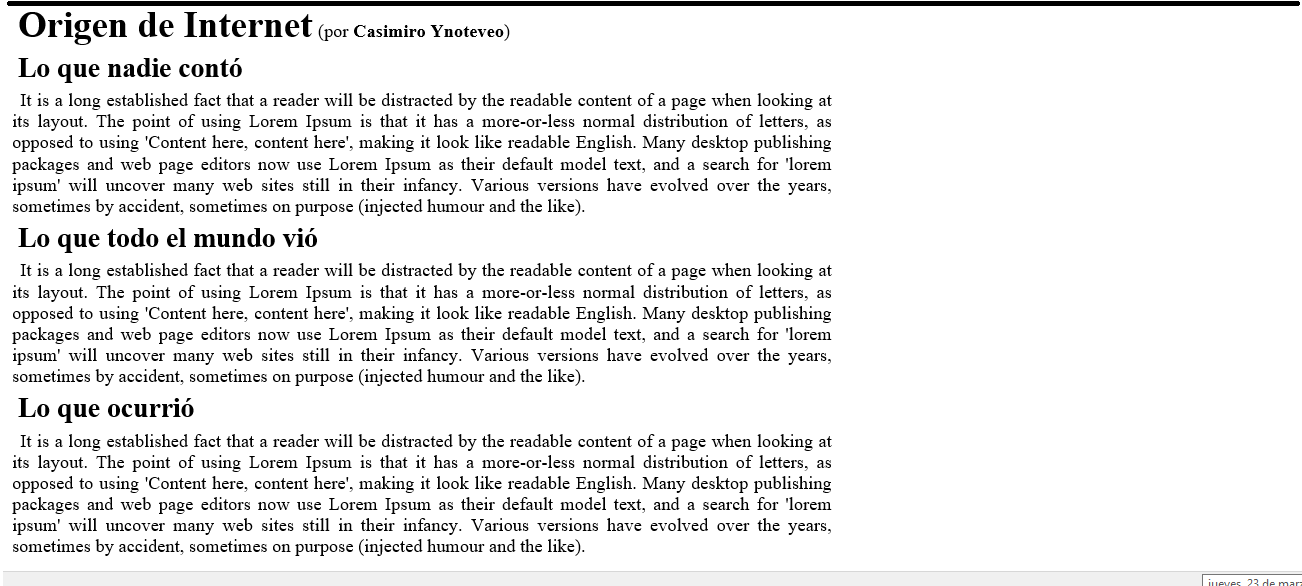 Origen de Internet (por Casimiro Ynoteveo)
Lo que nadie contó
It is a long established fact that a reader will be distracted by the readable content of a page when looking at
its layout. The point of using Lorem Ipsum is that it has a more-or-less normal distribution of letters, as
opposed to using 'Content here, content here', making it look like readable English. Many desktop publishing
packages and web page editors now use Lorem Ipsum as their default model text, and a search for 'lorem
ipsum' will uncover many web sites still in their infancy. Various versions have evolved over the years,
sometimes by accident, sometimes on purpose (injected humour and the like).
Lo que todo el mundo vió
It is a long established fact that a reader will be distracted by the readable content of a page when looking at
its layout. The point of using Lorem Ipsum is that it has a more-or-less normal distribution of letters, as
opposed to using 'Content here, content here', making it look like readable English. Many desktop publishing
packages and web page editors now use Lorem Ipsum as their default model text, and a search for 'lorem
ipsum' will uncover many web sites still in their infancy. Various versions have evolved over the years,
sometimes by accident, sometimes on purpose (injected humour and the like).
Lo que ocurrió
It is a long established fact that a reader will be distracted by the readable content of a page when looking at
its layout. The point of using Lorem Ipsum is that it has a more-or-less normal distribution of letters, as
opposed to using 'Content here, content here', making it look like readable English. Many desktop publishing
packages and web page editors now use Lorem Ipsum as their default model text, and a search for 'lorem
ipsum' will uncover many web sites still in their infancy. Various versions have evolved over the years,
sometimes by accident, sometimes on purpose (injected humour and the like).
jueves, 23 de